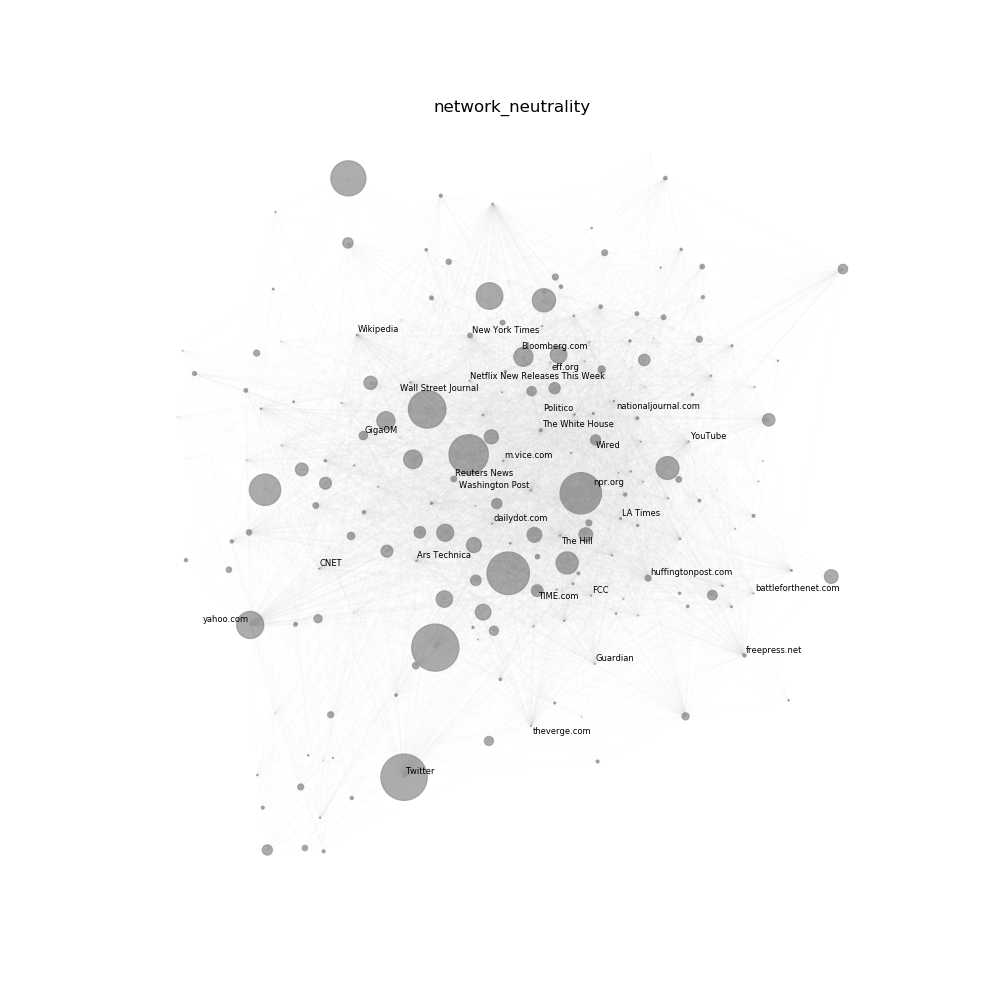 network_neutrality
Wikipedia
New York Times
Bloomberg.com
eff.org
Netflix New Releases This Week
Wall Street Journal
nationaljournal.com
Politico
The White House
GigaOM
YouTube
Wired
m.vice.com
Reuters News
npr.org
Washington Post
LA Times
dailydot.com
The Hill
Ars Technica
CNET
huffingtonpost.com
battleforthenet.com
FCC
TIME.com
yahoo.com
freepress.net
Guardian
theverge.com
Twitter